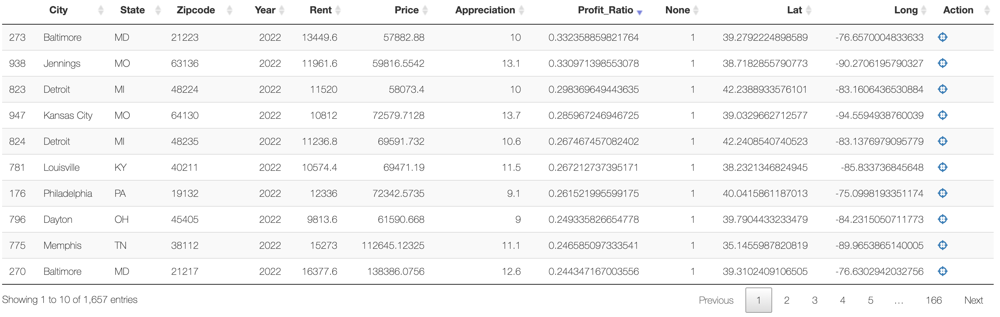 City State Zipcode Year Rent Price Appreciation Profit_Ratio None Lat Long Action
273 Baltimore MD 21223 2022 13449.6 57882.88 10 0.332358859821764 1 39.2792224898589 -76.6570004833633
938 Jennings MO 63136 2022 11961.6 59816.5542 13.1 0.330971398553078 1 38.7182855790773 -90.2706195790327
823 Detroit MI 48224 2022 11520 58073.4 10 0.298369649443635 1 42.2388933576101 -83.1606436530884
947 Kansas City MO 64130 2022 10812 72579.7128 13.7 0.285967246946725 1 39.0329662712577 -94.5594938760039
824 Detroit MI 48235 2022 11236.8 69591.732 10.6 0.267467457082402 1 42.2408540740523 -83.1376979095779
781 Louisville KY 40211 2022 10574.4 69471.19 11.5 0.267212737395171 1 38.2321346824945 -85.833736845648
176 Philadelphia PA 19132 2022 12336 72342.5735 9.1 0.261521995599175 1 40.0415861187013 -75.0998193351174
796 Dayton OH 45405 2022 9813.6 61590.668 9 0.249335826654778 1 39.7904433233479 -84.2315050711773
775 Memphis TN 38112 2022 15273 112645.12325 11.1 0.246585097333541 1 35.1455987820819 -89.9653865140005
270 Baltimore MD 21217 2022 16377.6 138386.0756 12.6 0.244347167003556 1 39.3102409106505 -76.6302942032756
Showing 1 to 10 of 1,657 entries Previous 1 2 3 4 5 ... 166 Next